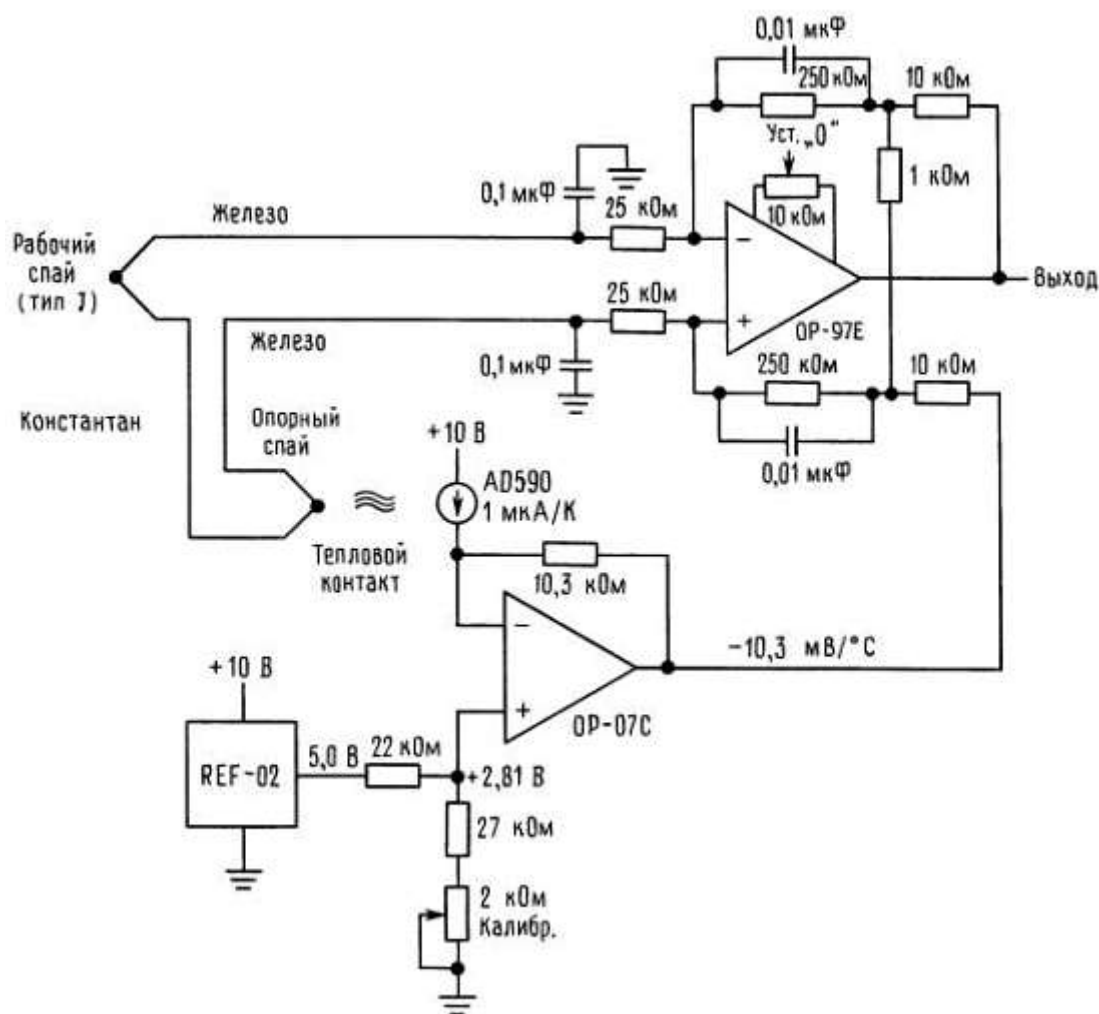 0,01 мкФ
250 кОм
10 кОм
Уст. „0"
1 кОм
0,1 мкФ
25 кОм
10 кОм
Железо
Рабочий
спай
(тип J)
−
Выход
25 кОм
+
OP-97E
Железо
0,1 мкФ
250 кОм
10 кОм
Константан
Опорный
спай
+10 В
0,01 мкФ
AD590
1 мкА/К
Тепловой
контакт
10,3 кОм
−
−10,3 мВ/°С
+10 В
+
OP-07C
REF-02
5,0 В
22 кОм
+2,81 В
27 кОм
2 кОм
Калибр.